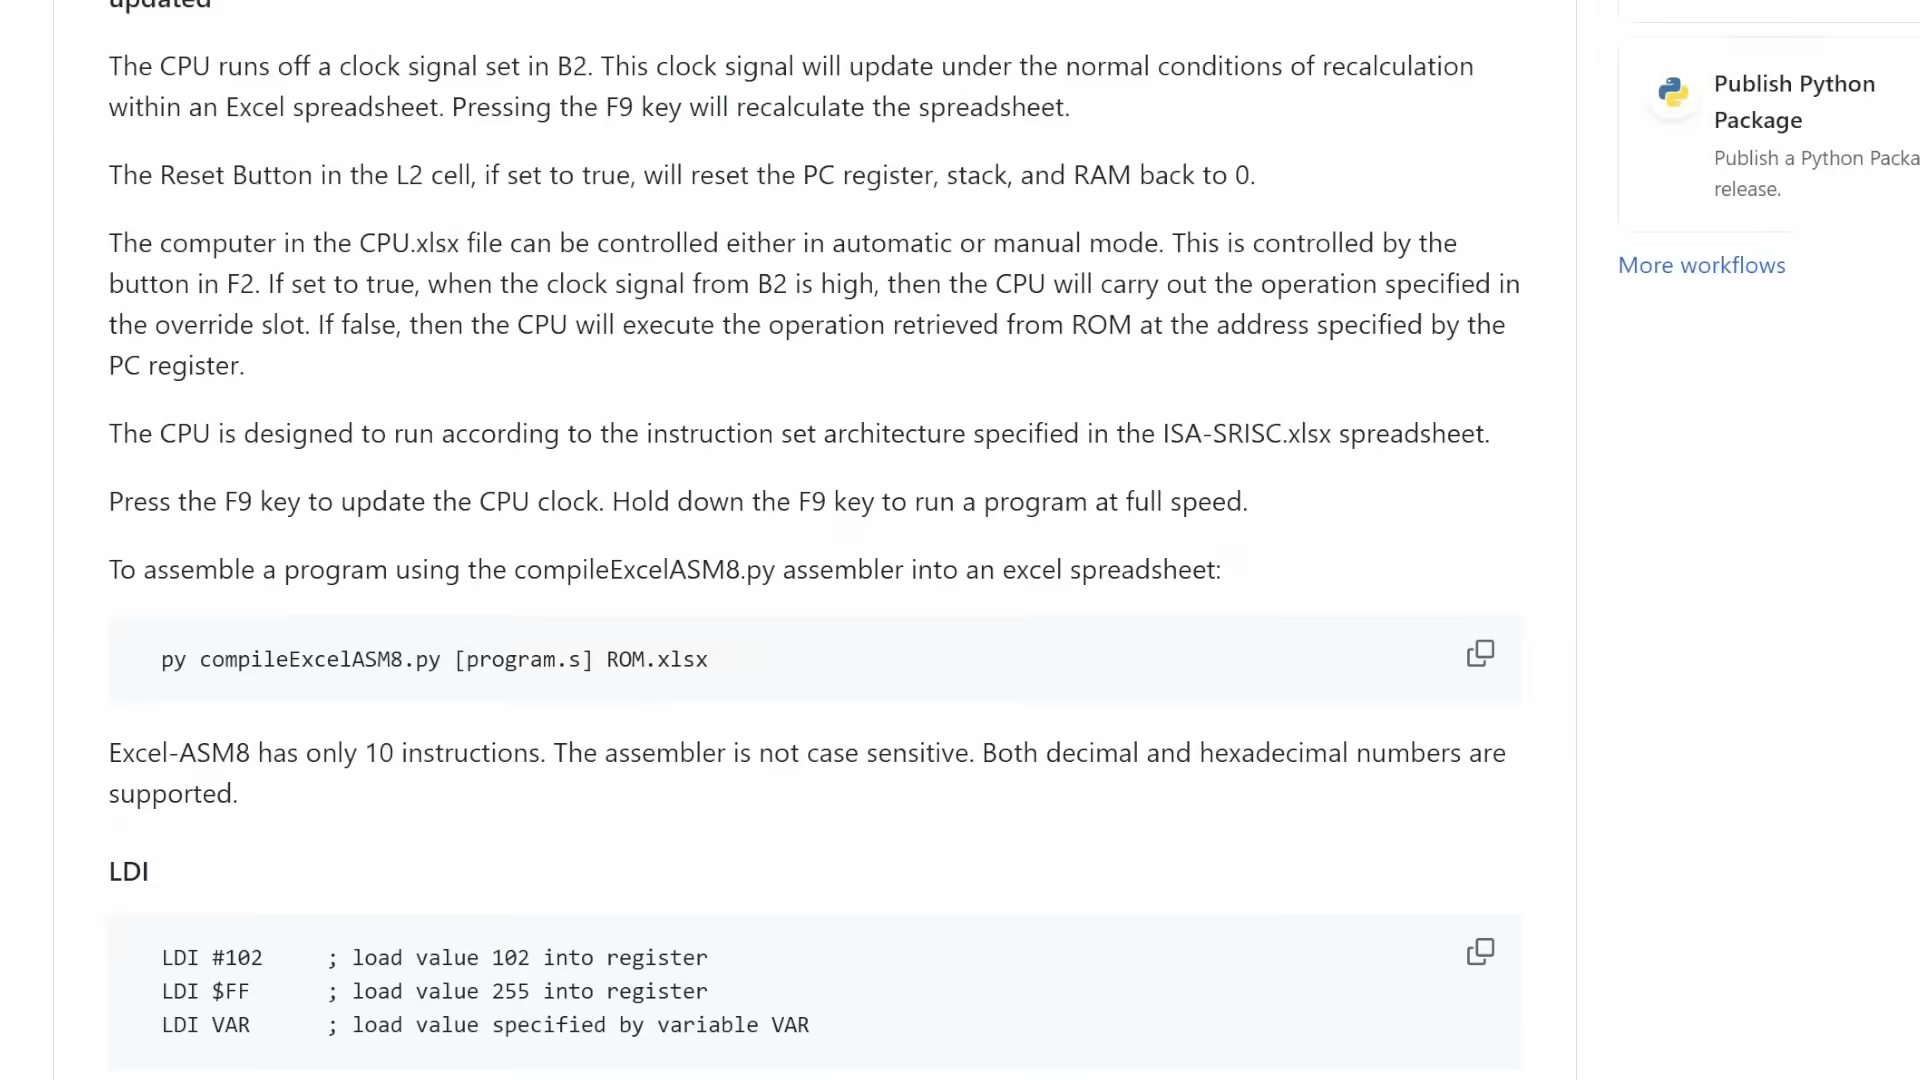 updated
The CPU runs off a clock signal set in B2. This clock signal will update under the normal conditions of recalculation
within an Excel spreadsheet. Pressing the F9 key will recalculate the spreadsheet.
The Reset Button in the L2 cell, if set to true, will reset the PC register, stack, and RAM back to 0.
The computer in the CPU.xlsx file can be controlled either in automatic or manual mode. This is controlled by the
button in F2. If set to true, when the clock signal from B2 is high, then the CPU will carry out the operation specified in
the override slot. If false, then the CPU will execute the operation retrieved from ROM at the address specified by the
PC register.
The CPU is designed to run according to the instruction set architecture specified in the ISA-SRISC.xlsx spreadsheet.
Press the F9 key to update the CPU clock. Hold down the F9 key to run a program at full speed.
To assemble a program using the compileExcelASM8.py assembler into an excel spreadsheet:
py compileExcelASM8.py [program.s] ROM.xlsx
Excel-ASM8 has only 10 instructions. The assembler is not case sensitive. Both decimal and hexadecimal numbers are
supported.
LDI
LDI #102     ; load value 102 into register
LDI $FF      ; load value 255 into register
LDI VAR      ; load value specified by variable VAR
Publish Python
Package
Publish a Python Packa
release.
More workflows